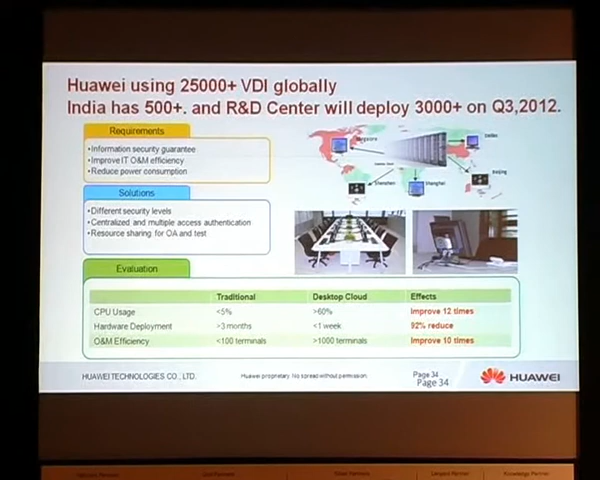 Huawei using 25000+ VDI globally
India has 500+. and R&D Center will deploy 3000+ on Q3,2012.
Requirements
•Information security guarantee
•Improve IT O&M efficiency
•Reduce power consumption
Solutions
•Different security levels
•Centralized and multiple access authentication
•Resource sharing for OA and test
Shenzhen
Shanghai
Beijing
Evaluation
Traditional Desktop Cloud Effects
CPU Usage <5% >60% Improve 12 times
Hardware Deployment >3 months <1 week 92% reduce
O&M Efficiency <100 terminals >1000 terminals Improve 10 times
HUAWEI TECHNOLOGIES CO., LTD. Huawei proprietary. No spread without permission. Page 34
Page 34
HUAWEI